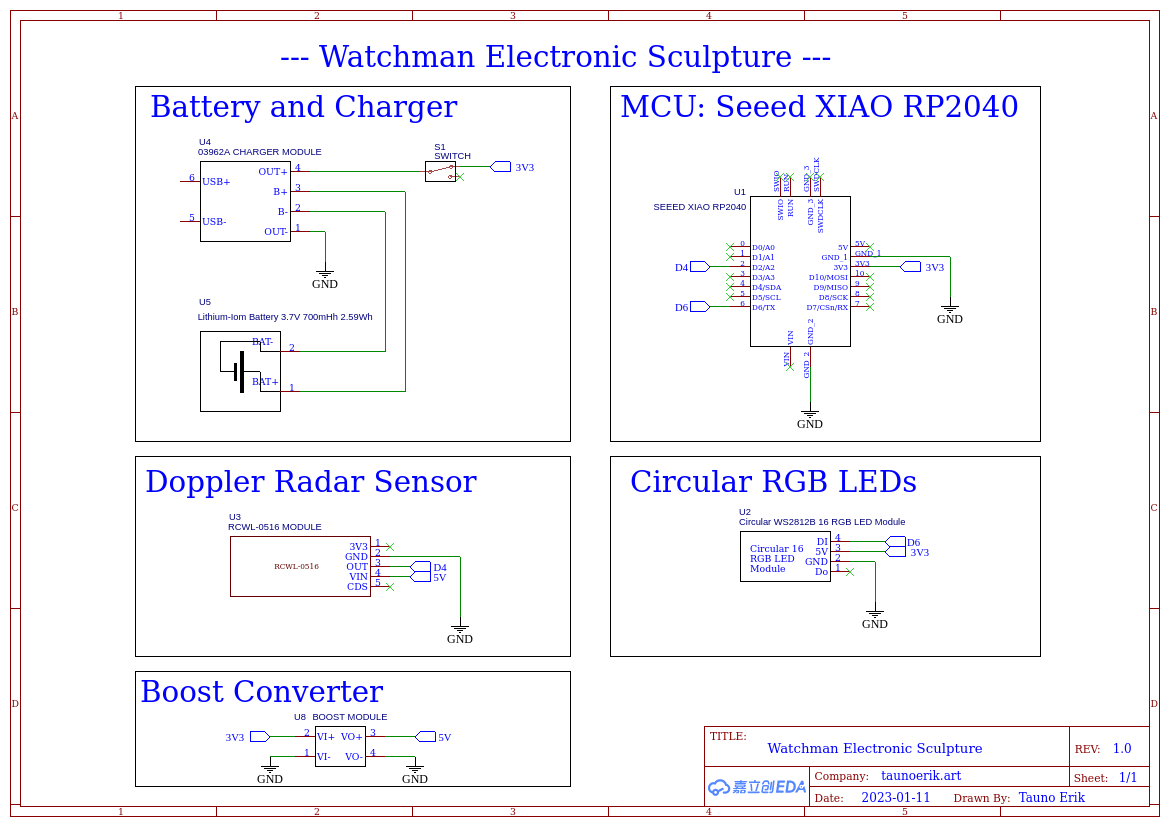 1 2 3 4 5
--- Watchman Electronic Sculpture ---
Battery and Charger
U4
03962A CHARGER MODULE
6 USB+
5 USB-
OUT+ 4
B+ 3
B- 2
OUT- 1
S1
SWITCH
3V3
GND
U5
Lithium-Iom Battery 3.7V 700mHh 2.59Wh
BAT- 2
BAT+ 1
MCU: Seeed XIAO RP2040
U1
SEEED XIAO RP2040
SWIO RUN GND_3 SWDCLK
SWIO RUN GND_3 SWDCLK
0 D0/A0
1 D1/A1
D4 2 D2/A2
3 D3/A3
4 D4/SDA
5 D5/SCL
D6 6 D6/TX
5V 5V
GND_1 GND_1
3V3 3V3 3V3
D10/MOSI 10
D9/MISO 9
D8/SCK 8
D7/CSn/RX 7
VIN GND_2
VIN GND_2
GND
GND
Doppler Radar Sensor
U3
RCWL-0516 MODULE
RCWL-0516
3V3 1
GND 2
OUT 3 D4
VIN 4 5V
CDS 5
GND
Circular RGB LEDs
U2
Circular WS2812B 16 RGB LED Module
Circular 16
RGB LED
Module
DI 4 D6
5V 3 3V3
GND 2
Do 1
GND
Boost Converter
U8 BOOST MODULE
3V3 2 VI+ VO+ 3 5V
1 VI- VO- 4
GND GND
TITLE:
Watchman Electronic Sculpture
REV: 1.0
嘉立创EDA
Company: taunoerik.art
Sheet: 1/1
Date: 2023-01-11 Drawn By: Tauno Erik
A A
B B
C C
D D
1 2 3 4 5